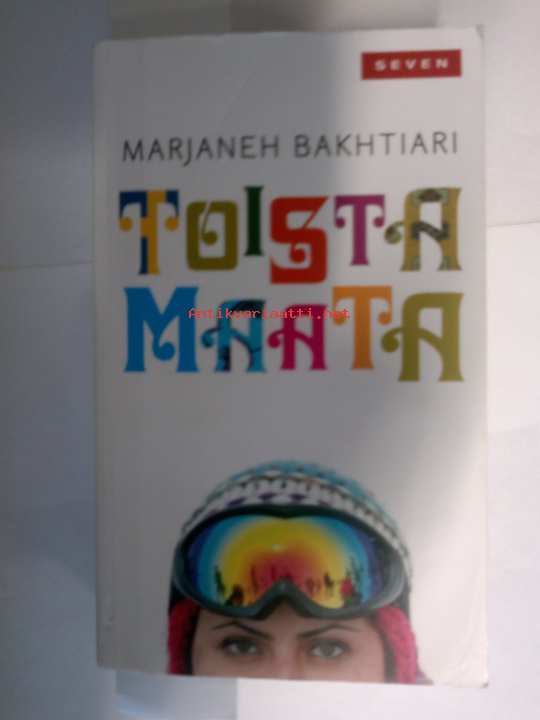 SEVEN
MARJANEH BAKHTIARI
TOISTA
MAATA
Antikvariaatti.net